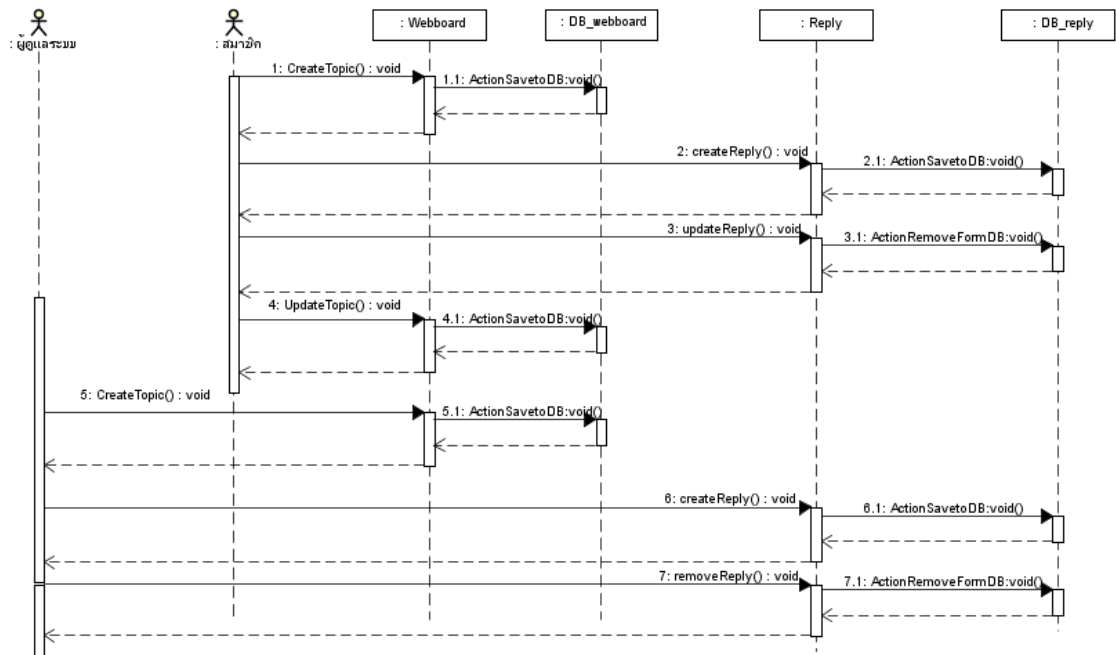 : ผู้ดูแลระบบ
: สมาชิก
: Webboard
: DB_webboard
: Reply
: DB_reply
1: CreateTopic() : void
1.1: ActionSavetoDB:void()
2: createReply() : void
2.1: ActionSavetoDB:void()
3: updateReply() : void
3.1: ActionRemoveFormDB:void()
4: UpdateTopic() : void
4.1: ActionSavetoDB:void()
5: CreateTopic() : void
5.1: ActionSavetoDB:void()
6: createReply() : void
6.1: ActionSavetoDB:void()
7: removeReply() : void
7.1: ActionRemoveFormDB:void()